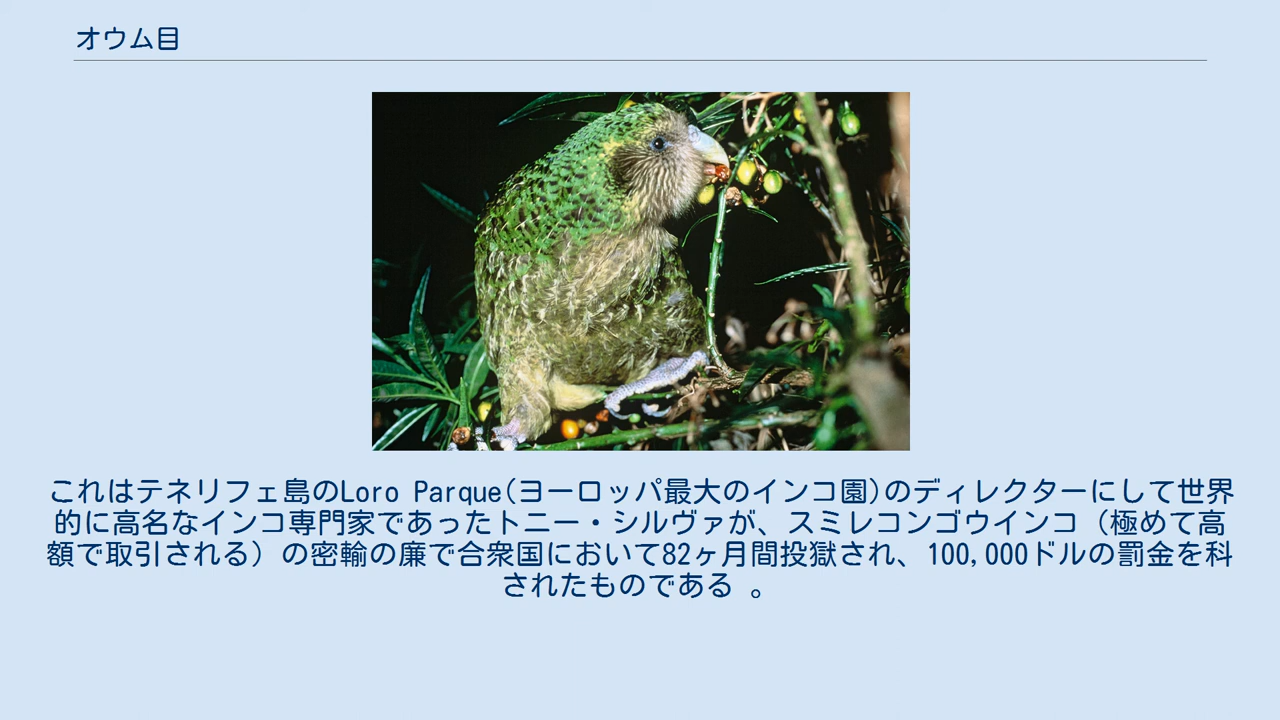 オウム目
これはテネリフェ島のLoro Parque(ヨーロッパ最大のインコ園)のディレクターにして世界
的に高名なインコ専門家であったトニー・シルヴァが、スミレコンゴウインコ（極めて高
額で取引される）の密輸の廉で合衆国において82ヶ月間投獄され、100,000ドルの罰金を科
されたものである 。